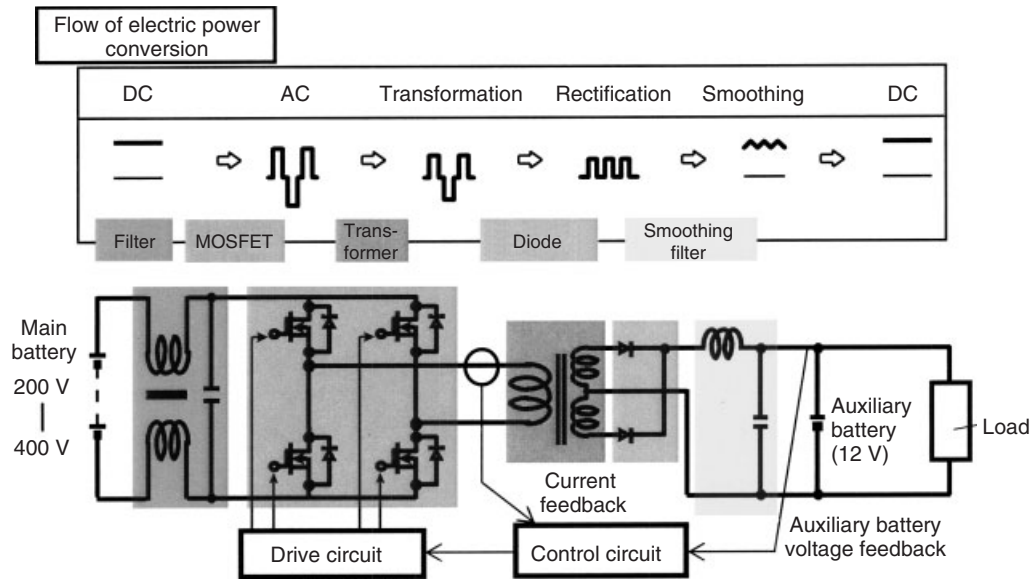 Flow of electric power
conversion
DC AC Transformation Rectification Smoothing DC
Filter MOSFET Trans-
former Diode Smoothing
filter
Main
battery
200 V
400 V
Auxiliary
battery
(12 V)
Load
Current
feedback
Auxiliary battery
voltage feedback
Drive circuit
Control circuit